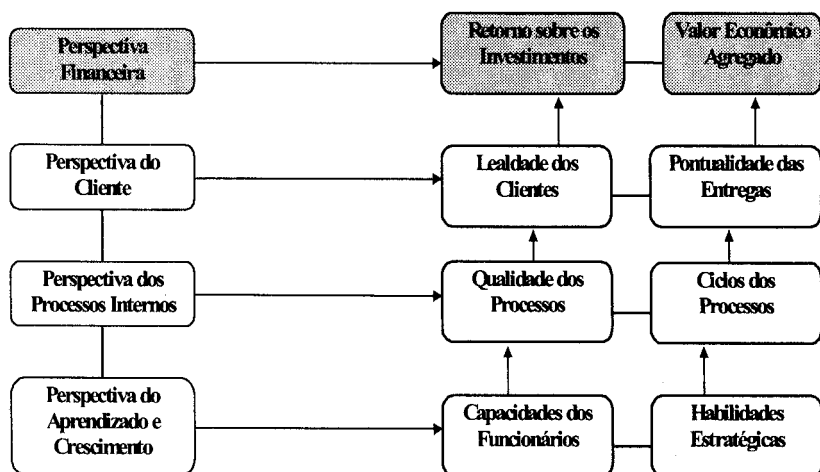 Perspectiva
Financeira
Retorno sobre os
Investimentos
Valor Econômico
Agregado
Perspectiva do
Cliente
Lealdade dos
Clientes
Pontualidade das
Entregas
Perspectiva dos
Processos Internos
Qualidade dos
Processos
Ciclos dos
Processos
Perspectiva do
Aprendizado e
Crescimento
Capacidades dos
Funcionários
Habilidades
Estratégicas